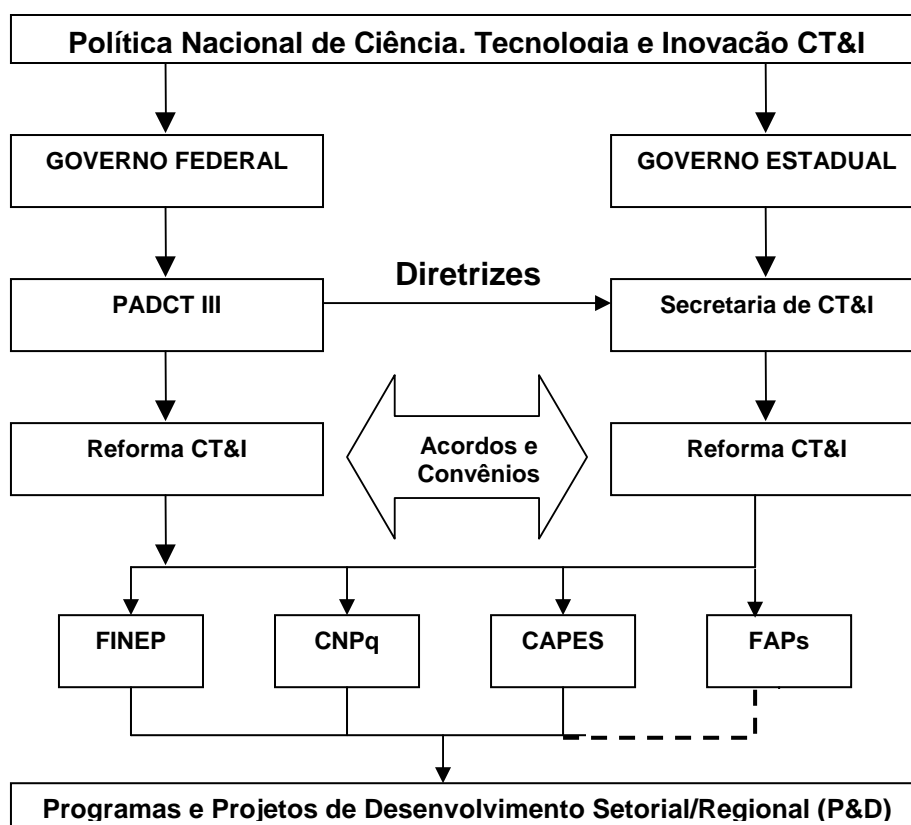 Política Nacional de Ciência, Tecnologia e Inovação CT&I
GOVERNO FEDERAL
GOVERNO ESTADUAL
Diretrizes
PADCT III
Secretaria de CT&I
Reforma CT&I
Acordos e
Convênios
Reforma CT&I
FINEP
CNPq
CAPES
FAPs
Programas e Projetos de Desenvolvimento Setorial/Regional (P&D)